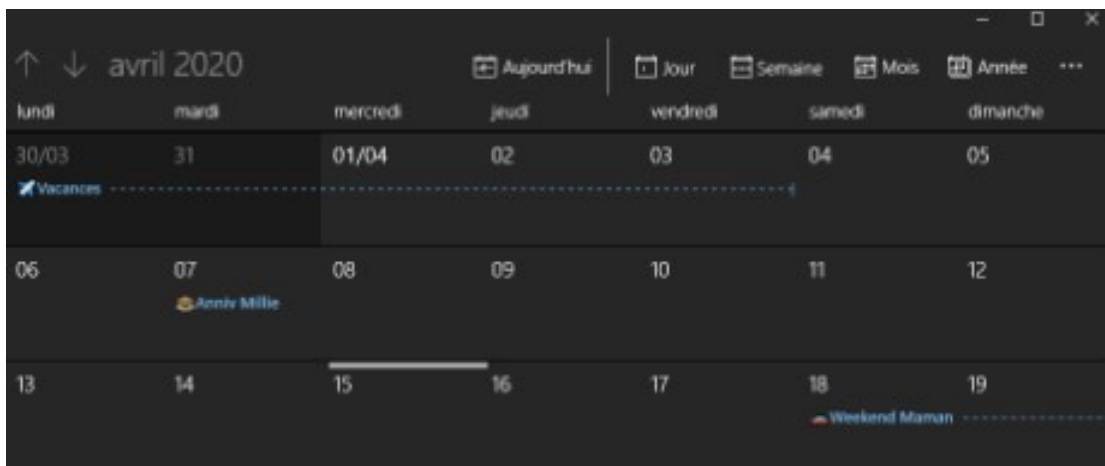 avril 2020 Aujourd'hui Jour Semaine Mois Année
lundi mardi mercredi jeudi vendredi samedi dimanche
30/03 31 01/04 02 03 04 05
Vacances
06 07 08 09 10 11 12
Anniv Millie
13 14 15 16 17 18 19
Weekend Maman